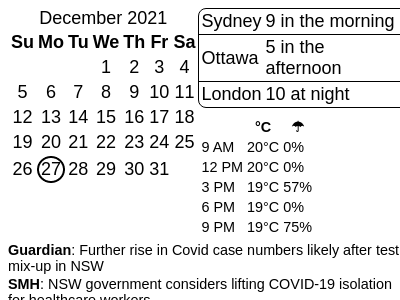 December 2021
Su Mo Tu We Th Fr Sa
1 2 3 4
5 6 7 8 9 10 11
12 13 14 15 16 17 18
19 20 21 22 23 24 25
26 27 28 29 30 31
Sydney 9 in the morning
Ottawa 5 in the
afternoon
London 10 at night
°C ☂
9 AM 20°C 0%
12 PM 20°C 0%
3 PM 19°C 57%
6 PM 19°C 0%
9 PM 19°C 75%
Guardian: Further rise in Covid case numbers likely after test
mix-up in NSW
SMH: NSW government considers lifting COVID-19 isolation
for healthcare workers